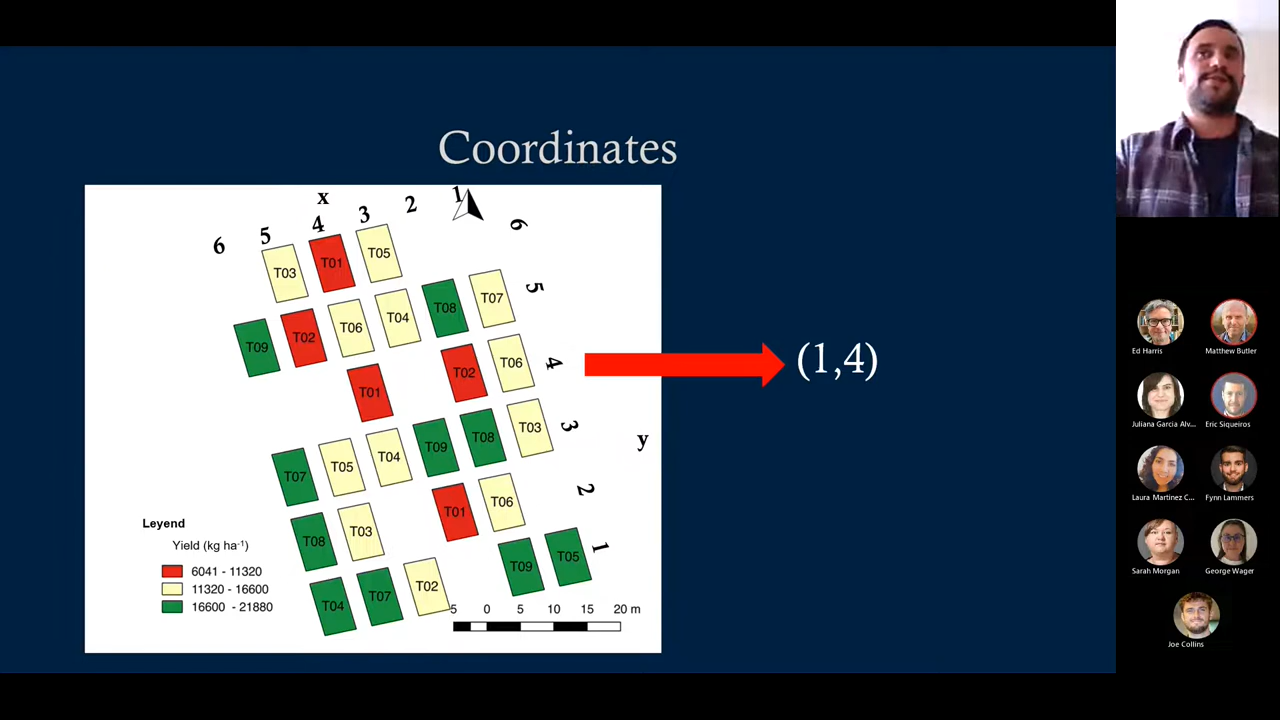 Coordinates
x
1
2
3
4
5
6
6
T05
T01
T03
5
T07
T08
T04
T06
T02
T09
4
T06
T02
T01
(1,4)
3
T03
T08
T09
T04
T05
T07
y
2
T06
T01
T03
T08
1
T05
T09
T02
T07
T04
Leyend
Yield (kg ha-1)
6041 - 11320
11320 - 16600
16600 - 21880
5 0 5 10 15 20 m
Ed Harris
Matthew Butler
Juliana Garcia Alv...
Eric Siqueiros
Laura Martinez C...
Fynn Lammers
Sarah Morgan
George Wager
Joe Collins